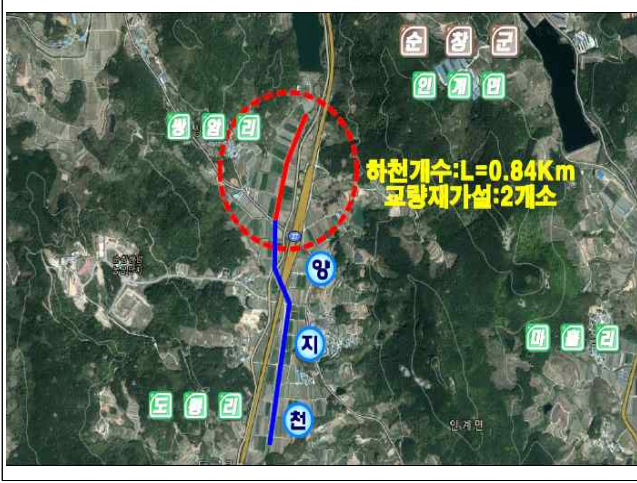 순 창 군
인 계 면
쌍 암 리
하천개수:L=0.84Km
교량재가설:2개소
양
지
천
마 흘 리
도 룡 리
인계면